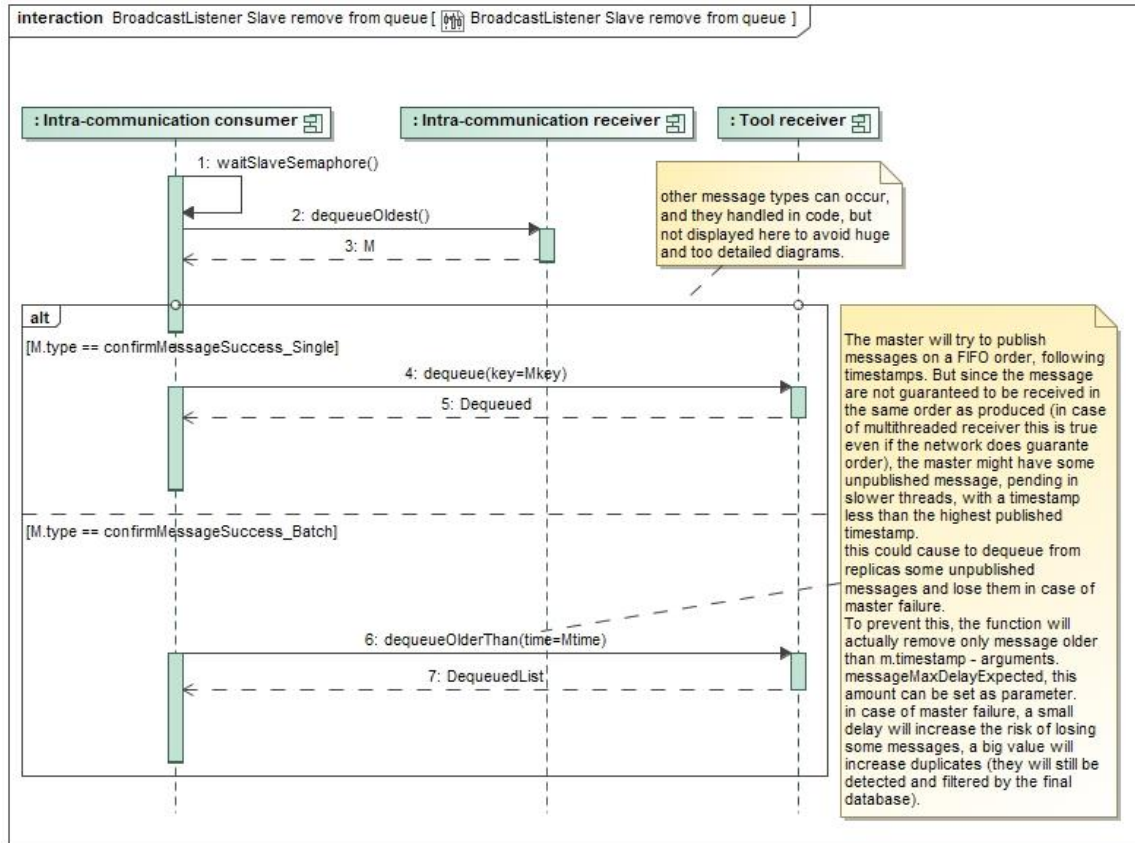 interaction BroadcastListener Slave remove from queue [ BroadcastListener Slave remove from queue ]
: Intra-communication consumer
: Intra-communication receiver
: Tool receiver
1: waitSlaveSemaphore()
2: dequeueOldest()
3: M
other message types can occur,
and they handled in code, but
not displayed here to avoid huge
and too detailed diagrams.
alt
[M.type == confirmMessageSuccess_Single]
4: dequeue(key=Mkey)
5: Dequeued
[M.type == confirmMessageSuccess_Batch]
6: dequeueOlderThan(time=Mtime)
7: DequeuedList
The master will try to publish
messages on a FIFO order, following
timestamps. But since the message
are not guaranteed to be received in
the same order as produced (in case
of multithreaded receiver this is true
even if the network does guarante
order), the master might have some
unpublished message, pending in
slower threads, with a timestamp
less than the highest published
timestamp.
this could cause to dequeue from
replicas some unpublished
messages and lose them in case of
master failure.
To prevent this, the function will
actually remove only message older
than m.timestamp - arguments.
messageMaxDelayExpected, this
amount can be set as parameter.
in case of master failure, a small
delay will increase the risk of losing
some messages, a big value will
increase duplicates (they will still be
detected and filtered by the final
database).